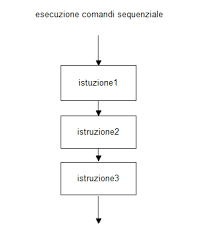 esecuzione comandi sequenziale
istuzione1
istruzione2
istruzione3